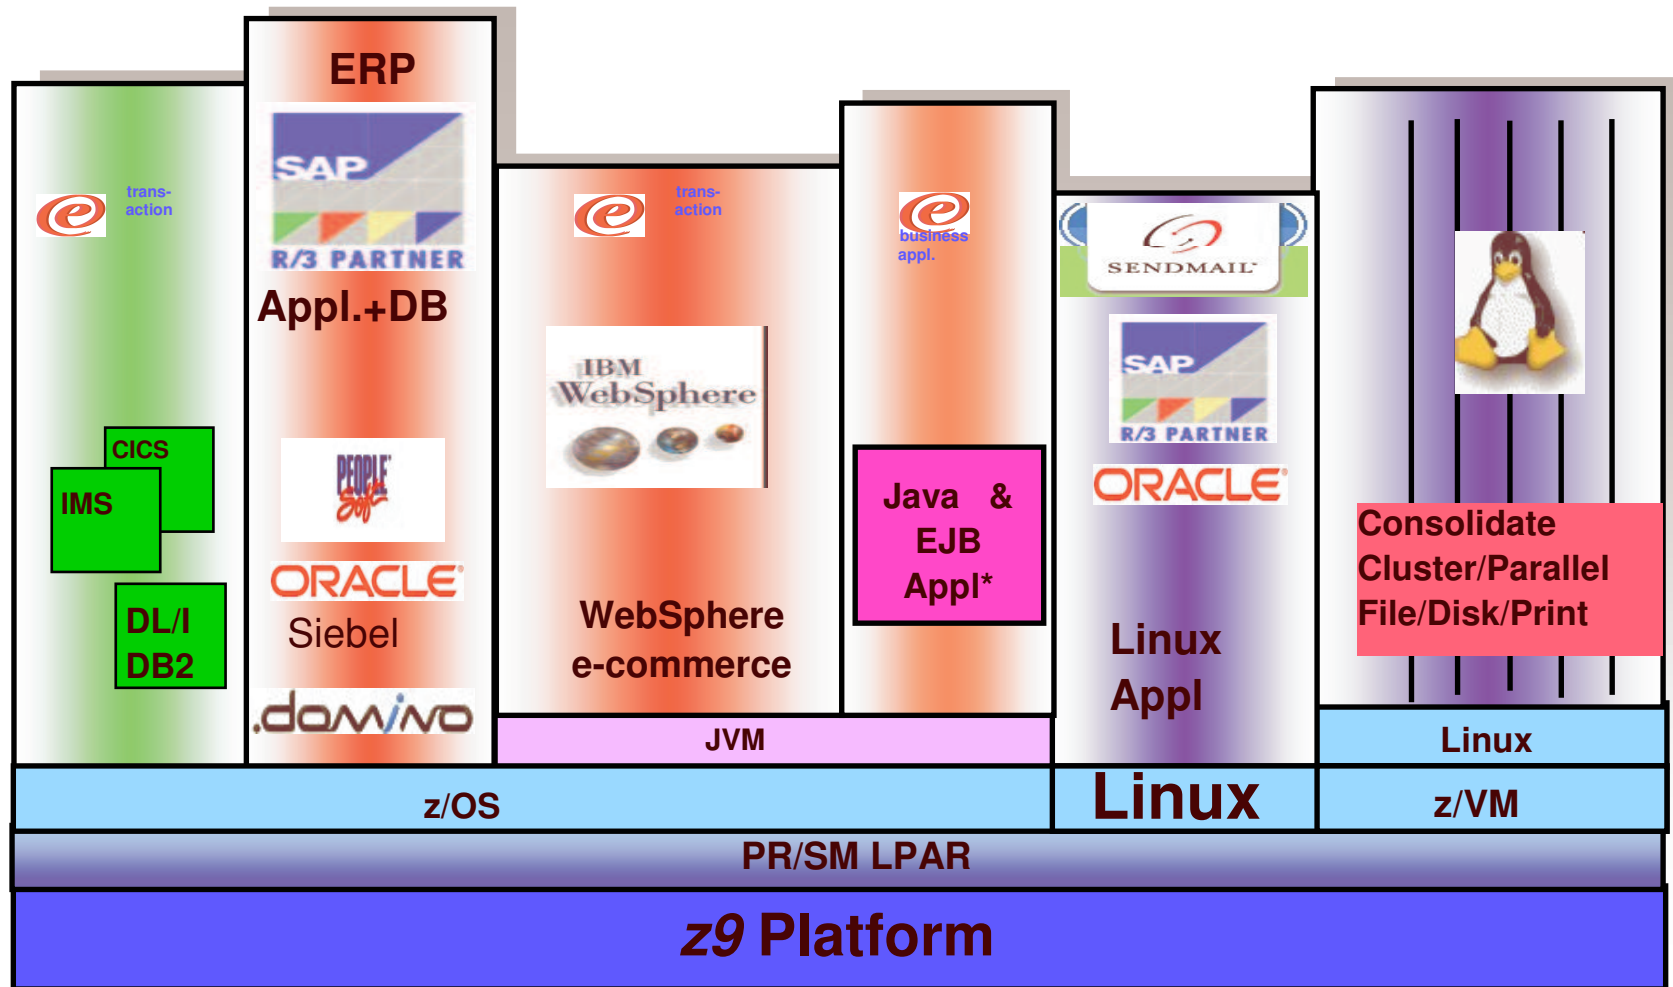 trans-
action
CICS
IMS
DL/I
DB2
ERP
SAP
R/3 PARTNER
Appl.+DB
PEOPLE
Soft
ORACLE
Siebel
.domino
trans-
action
IBM
WebSphere
WebSphere
e-commerce
business
appl.
Java &
EJB
Appl*
JVM
SENDMAIL
SAP
R/3 PARTNER
ORACLE
Linux
Appl
Consolidate
Cluster/Parallel
File/Disk/Print
Linux
z/OS
Linux
z/VM
PR/SM LPAR
z9 Platform